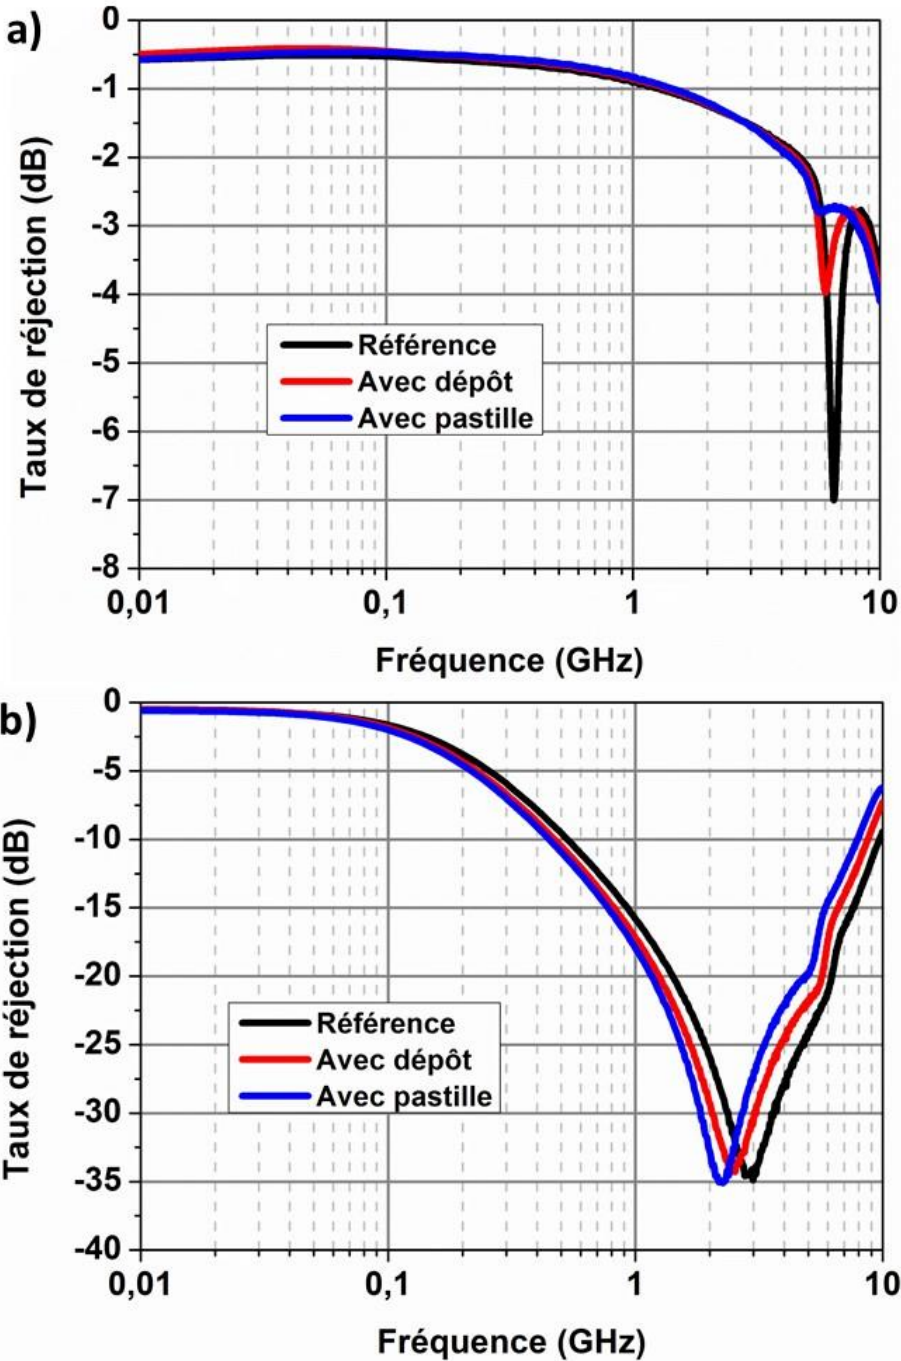 a)
Taux de réjection (dB)
0
-1
-2
-3
-4
-5
-6
-7
-8
Référence
Avec dépôt
Avec pastille
0,01 0,1 1 10
Fréquence (GHz)
b)
Taux de réjection (dB)
0
-5
-10
-15
-20
-25
-30
-35
-40
Référence
Avec dépôt
Avec pastille
0,01 0,1 1 10
Fréquence (GHz)